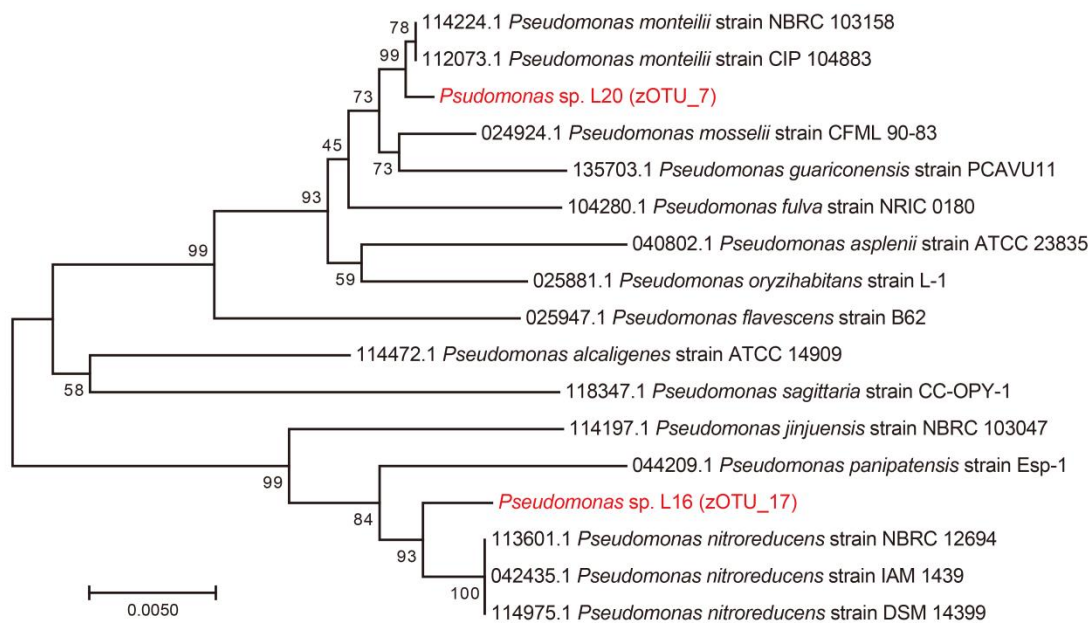 114224.1 Pseudomonas monteilii strain NBRC 103158
78
112073.1 Pseudomonas monteilii strain CIP 104883
99
Psudomonas sp. L20 (zOTU_7)
73
024924.1 Pseudomonas mosselii strain CFML 90-83
45
73
135703.1 Pseudomonas guariconensis strain PCAVU11
93
104280.1 Pseudomonas fulva strain NRIC 0180
040802.1 Pseudomonas asplenii strain ATCC 23835
99
59
025881.1 Pseudomonas oryzihabitans strain L-1
025947.1 Pseudomonas flavescens strain B62
114472.1 Pseudomonas alcaligenes strain ATCC 14909
58
118347.1 Pseudomonas sagittaria strain CC-OPY-1
114197.1 Pseudomonas jinjuensis strain NBRC 103047
99
044209.1 Pseudomonas panipatensis strain Esp-1
Pseudomonas sp. L16 (zOTU_17)
84
113601.1 Pseudomonas nitroreducens strain NBRC 12694
93
042435.1 Pseudomonas nitroreducens strain IAM 1439
100
114975.1 Pseudomonas nitroreducens strain DSM 14399
0.0050